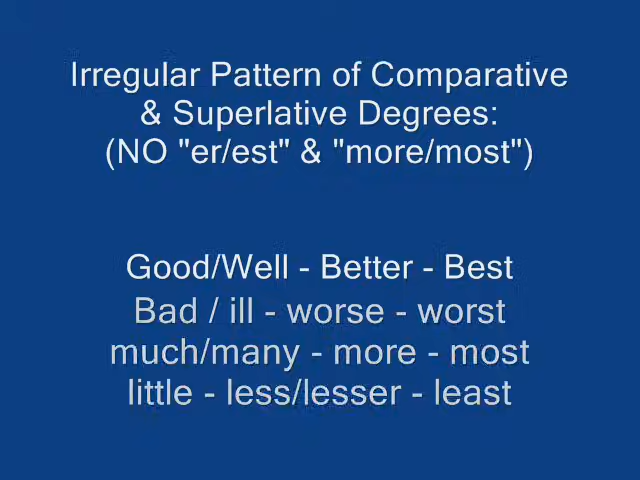 Irregular Pattern of Comparative
& Superlative Degrees:
(NO "er/est" & "more/most")
Good/Well - Better - Best
Bad / ill - worse - worst
much/many - more - most
little - less/lesser - least